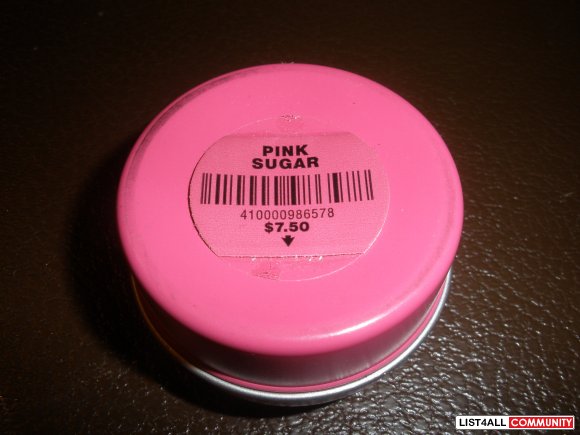 PINK
SUGAR
410000986578
$7.50
LIST4ALL COMMUNITY